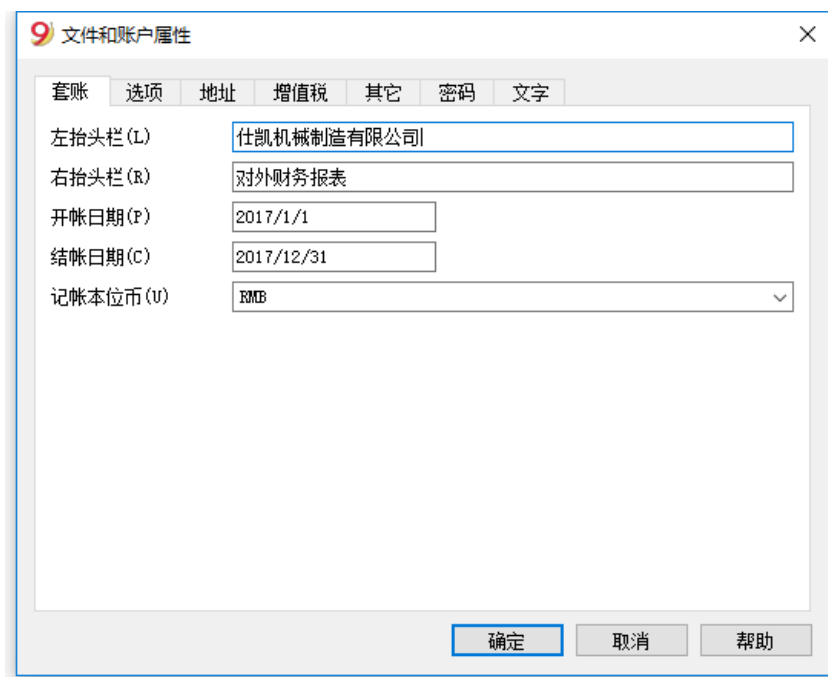 9 文件和账户属性
套账 选项 地址 增值税 其它 密码 文字
左抬头栏(L) 仕凯机械制造有限公司
右抬头栏(R) 对外财务报表
开帐日期(P) 2017/1/1
结帐日期(C) 2017/12/31
记帐本位币(U) RMB
确定 取消 帮助